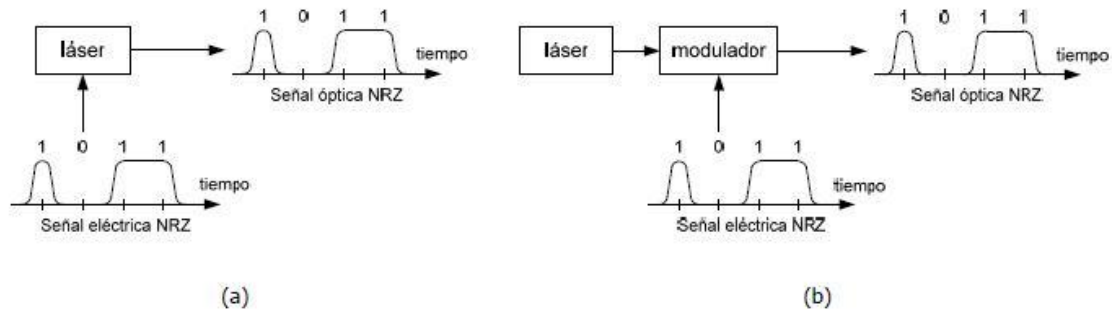 1 0 1 1
láser
tiempo
Señal óptica NRZ
1 0 1 1
tiempo
Señal eléctrica NRZ
(a)
1 0 1 1
láser
modulador
tiempo
Señal óptica NRZ
1 0 1 1
tiempo
Señal eléctrica NRZ
(b)